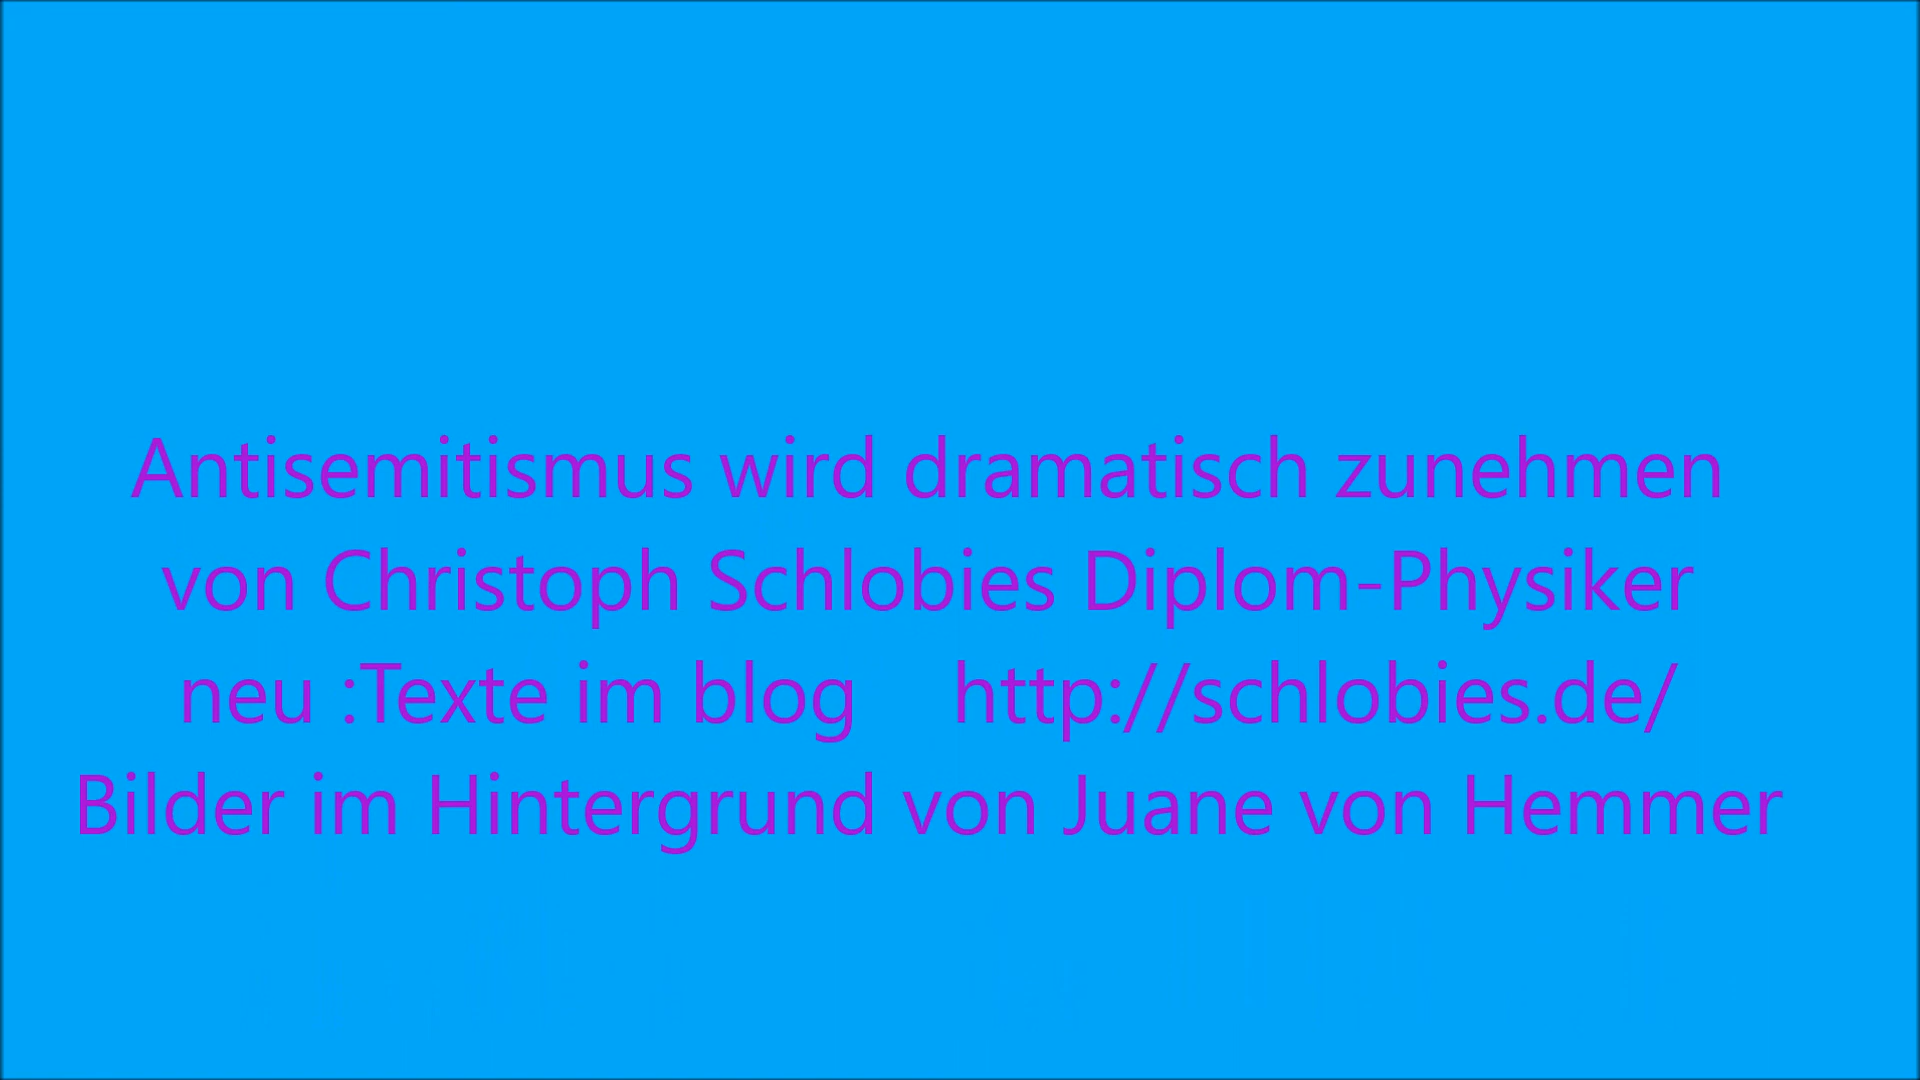 Antisemitismus wird dramatisch zunehmen
von Christoph Schlobies Diplom-Physiker
neu :Texte im blog    http://schlobies.de/
Bilder im Hintergrund von Juane von Hemmer